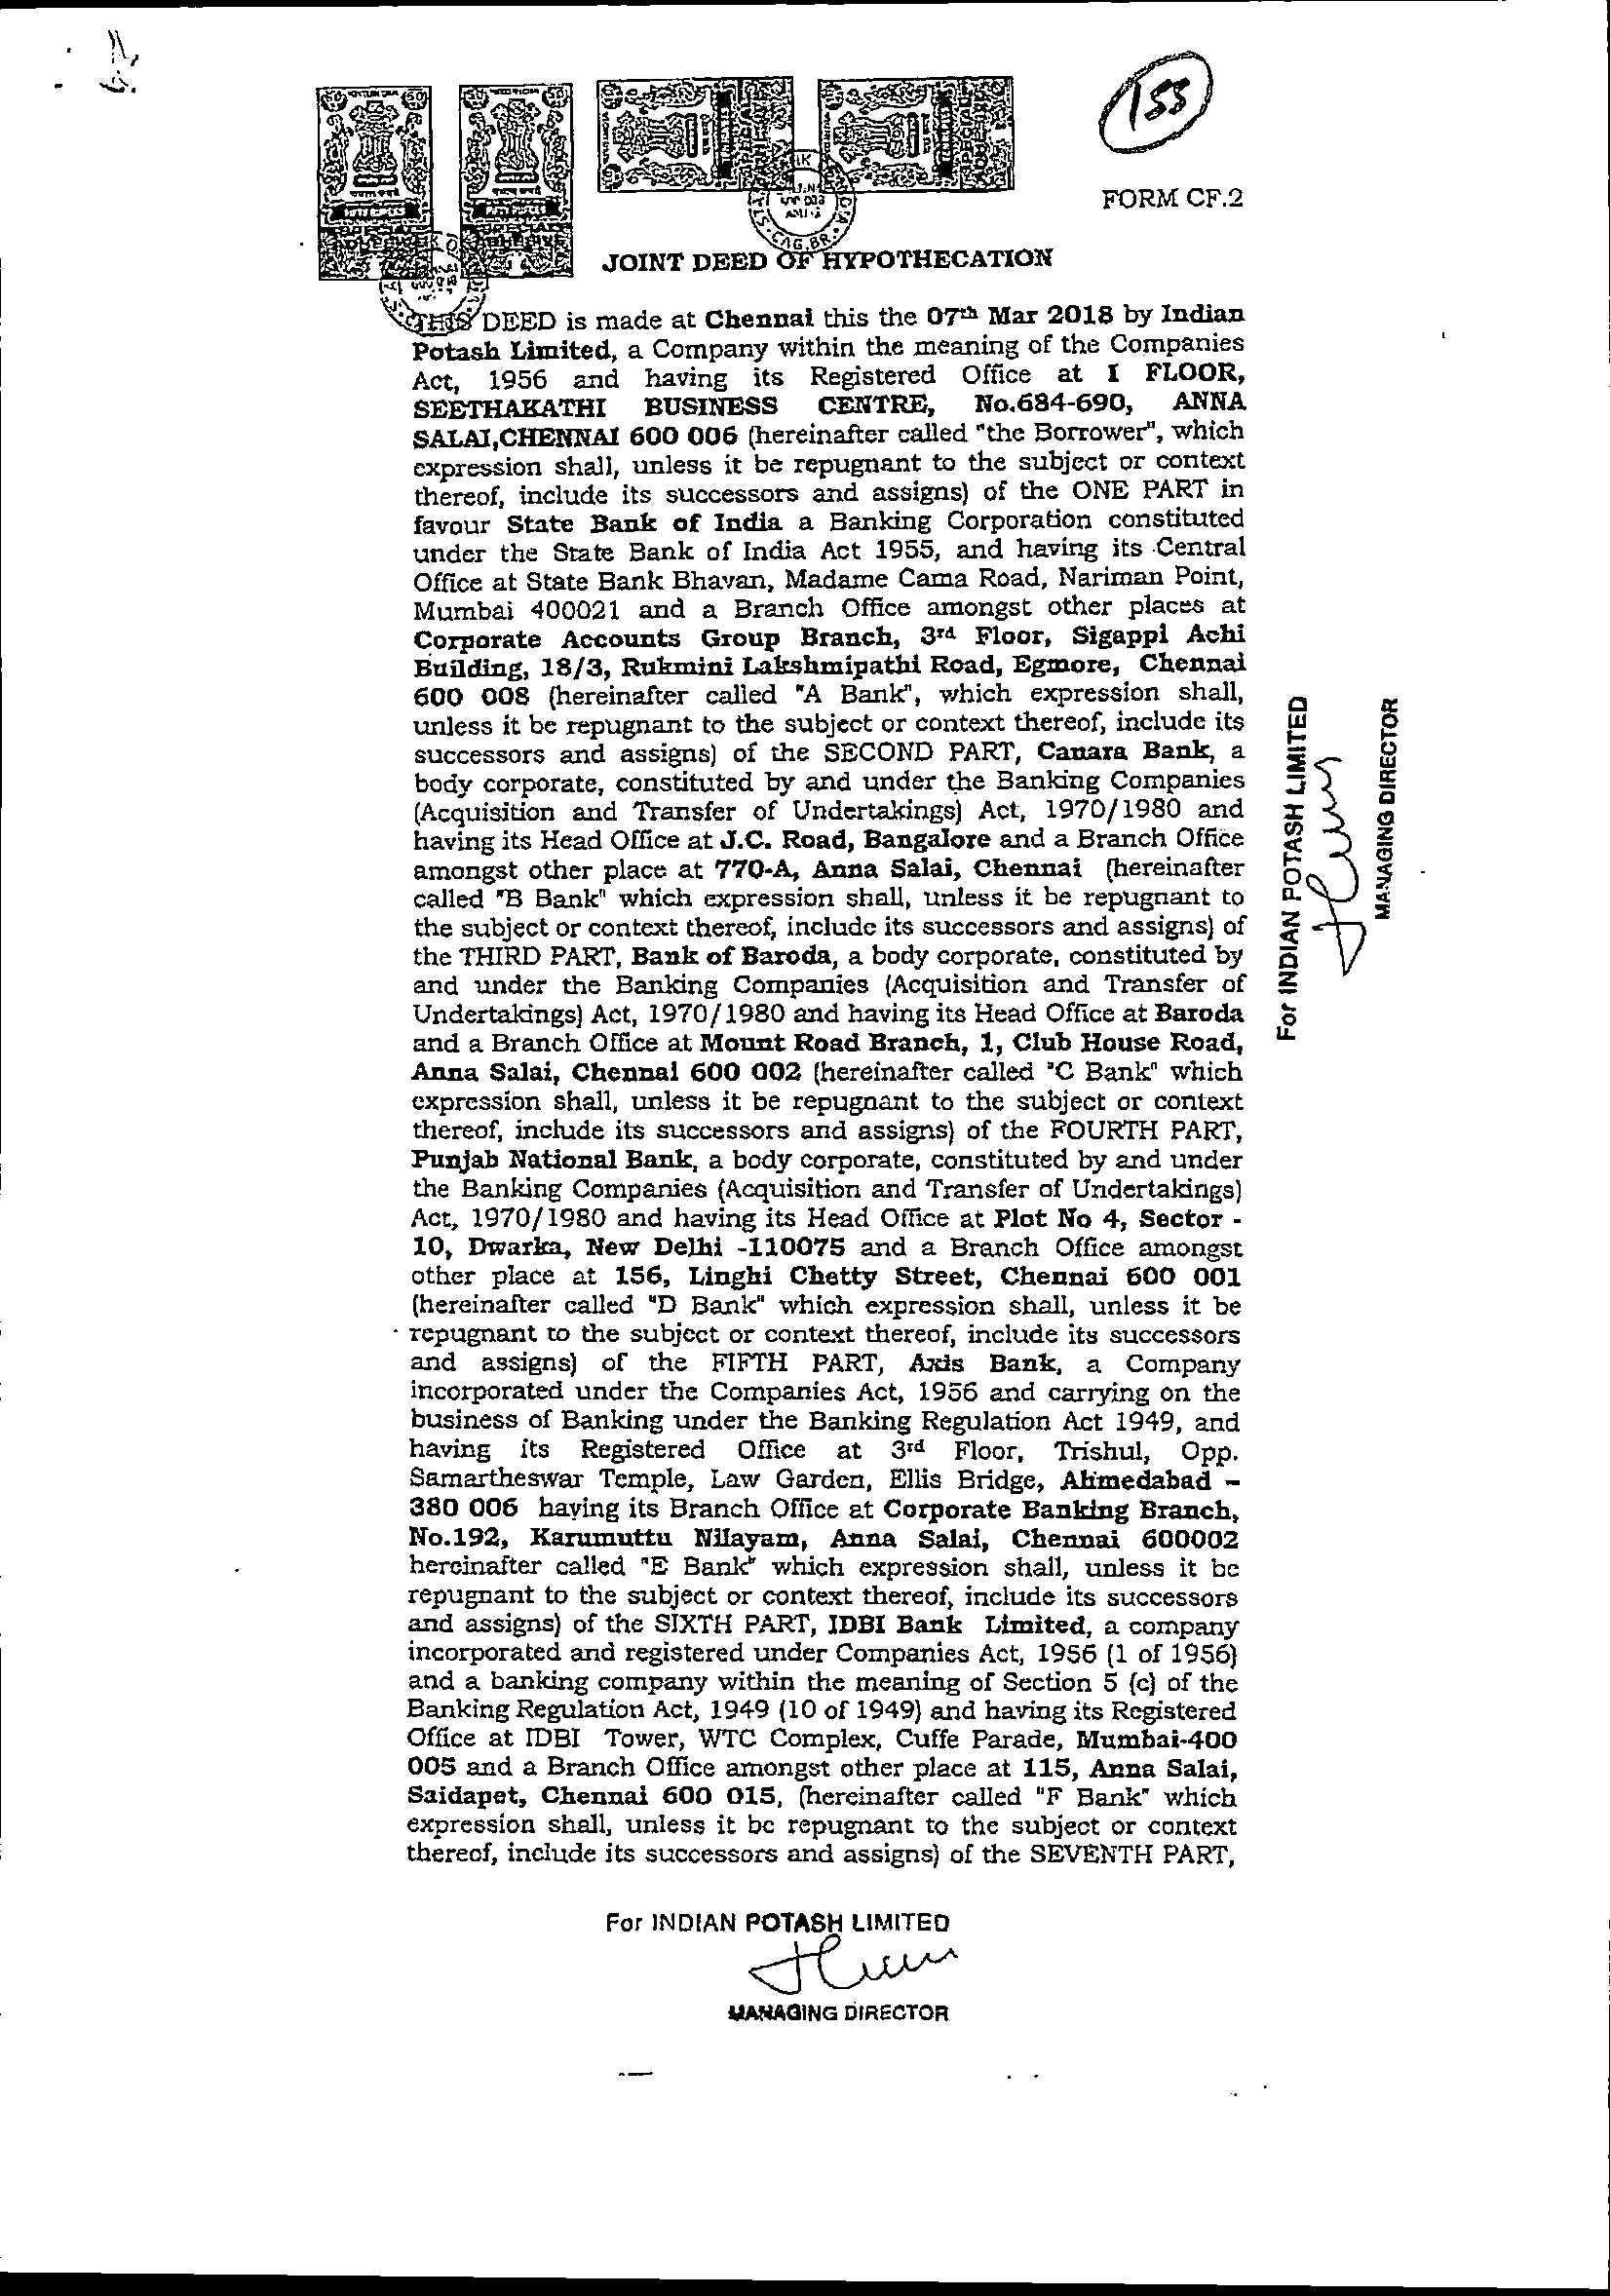 155
FORM CF.2
JOINT DEED OF HYPOTHECATION
THIS DEED is made at Chennai this the 07th Mar 2018 by Indian
Potash Limited, a Company within the meaning of the Companies
Act, 1956 and having its Registered Office at I FLOOR,
SEETHAKATHI BUSINESS CENTRE, No.684-690, ANNA
SALAI,CHENNAI 600 006 (hereinafter called "the Borrower", which
expression shall, unless it be repugnant to the subject or context
thereof, include its successors and assigns) of the ONE PART in
favour State Bank of India a Banking Corporation constituted
under the State Bank of India Act 1955, and having its Central
Office at State Bank Bhavan, Madame Cama Road, Nariman Point,
Mumbai 400021 and a Branch Office amongst other places at
Corporate Accounts Group Branch, 3rd Floor, Sigappi Achi
Building, 18/3, Rukmini Lakshmipathi Road, Egmore, Chennai
600 008 (hereinafter called "A Bank", which expression shall,
unless it be repugnant to the subject or context thereof, include its
successors and assigns) of the SECOND PART, Canara Bank, a
body corporate, constituted by and under the Banking Companies
(Acquisition and Transfer of Undertakings) Act, 1970/1980 and
having its Head Office at J.C. Road, Bangalore and a Branch Office
amongst other place at 770-A, Anna Salai, Chennai (hereinafter
called "B Bank" which expression shall, unless it be repugnant to
the subject or context thereof, include its successors and assigns) of
the THIRD PART, Bank of Baroda, a body corporate, constituted by
and under the Banking Companies (Acquisition and Transfer of
Undertakings) Act, 1970/1980 and having its Head Office at Baroda
and a Branch Office at Mount Road Branch, 1, Club House Road,
Anna Salai, Chennai 600 002 (hereinafter called "C Bank" which
expression shall, unless it be repugnant to the subject or context
thereof, include its successors and assigns) of the FOURTH PART,
Punjab National Bank, a body corporate, constituted by and under
the Banking Companies (Acquisition and Transfer of Undertakings)
Act, 1970/1980 and having its Head Office at Plot No 4, Sector -
10, Dwarka, New Delhi -110075 and a Branch Office amongst
other place at 156, Linghi Chetty Street, Chennai 600 001
(hereinafter called "D Bank" which expression shall, unless it be
repugnant to the subject or context thereof, include its successors
and assigns) of the FIFTH PART, Axis Bank, a Company
incorporated under the Companies Act, 1956 and carrying on the
business of Banking under the Banking Regulation Act 1949, and
having its Registered Office at 3rd Floor, Trishul, Opp.
Samartheswar Temple, Law Garden, Ellis Bridge, Ahmedabad –
380 006 having its Branch Office at Corporate Banking Branch,
No.192, Karumuttu Nilayam, Anna Salai, Chennai 600002
hereinafter called "E Bank" which expression shall, unless it be
repugnant to the subject or context thereof, include its successors
and assigns) of the SIXTH PART, IDBI Bank Limited, a company
incorporated and registered under Companies Act, 1956 (1 of 1956)
and a banking company within the meaning of Section 5 (c) of the
Banking Regulation Act, 1949 (10 of 1949) and having its Registered
Office at IDBI Tower, WTC Complex, Cuffe Parade, Mumbai-400
005 and a Branch Office amongst other place at 115, Anna Salai,
Saidapet, Chennai 600 015, (hereinafter called "F Bank" which
expression shall, unless it be repugnant to the subject or context
thereof, include its successors and assigns) of the SEVENTH PART,
For INDIAN POTASH LIMITED
MANAGING DIRECTOR
For INDIAN POTASH LIMITED
MANAGING DIRECTOR